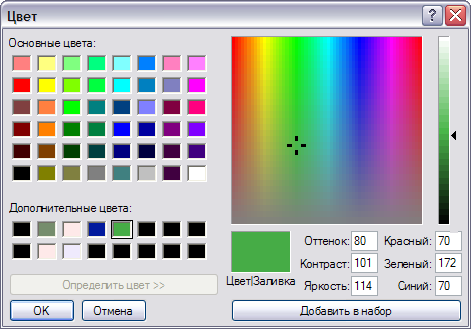 Цвет
Основные цвета:
Дополнительные цвета:
Определить цвет >>
OK
Отмена
Цвет|Заливка
Оттенок: 80
Красный: 70
Контраст: 101
Зеленый: 172
Яркость: 114
Синий: 70
Добавить в набор